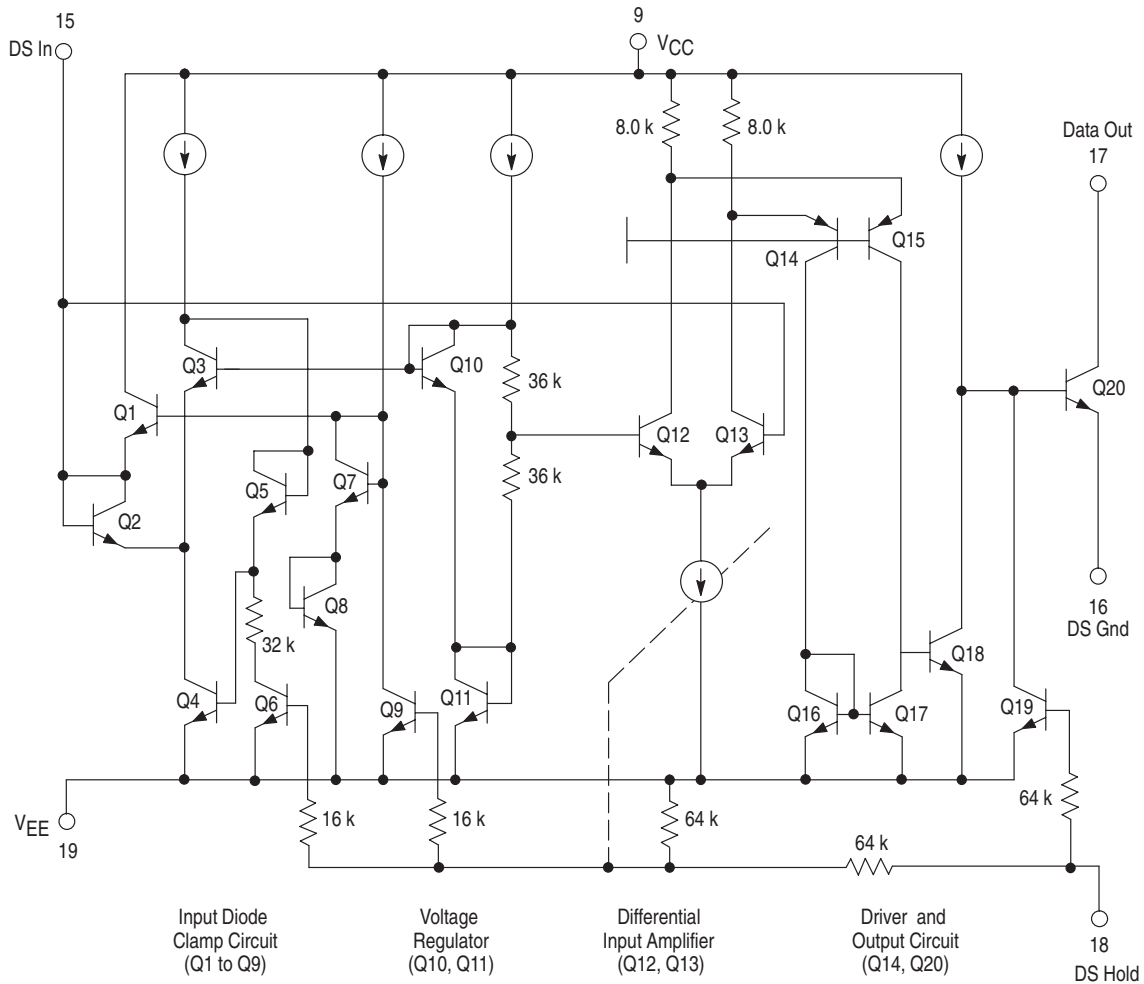 15
DS In
9
VCC
8.0 k
8.0 k
Data Out
17
Q14
Q15
Q3
Q10
36 k
Q20
Q1
Q12
Q13
Q5
Q7
36 k
Q2
Q8
16
DS Gnd
32 k
Q18
Q4
Q6
Q9
Q11
Q16
Q17
Q19
VEE
19
16 k
16 k
64 k
64 k
64 k
Input Diode
Clamp Circuit
(Q1 to Q9)
Voltage
Regulator
(Q10, Q11)
Differential
Input Amplifier
(Q12, Q13)
Driver and
Output Circuit
(Q14, Q20)
18
DS Hold